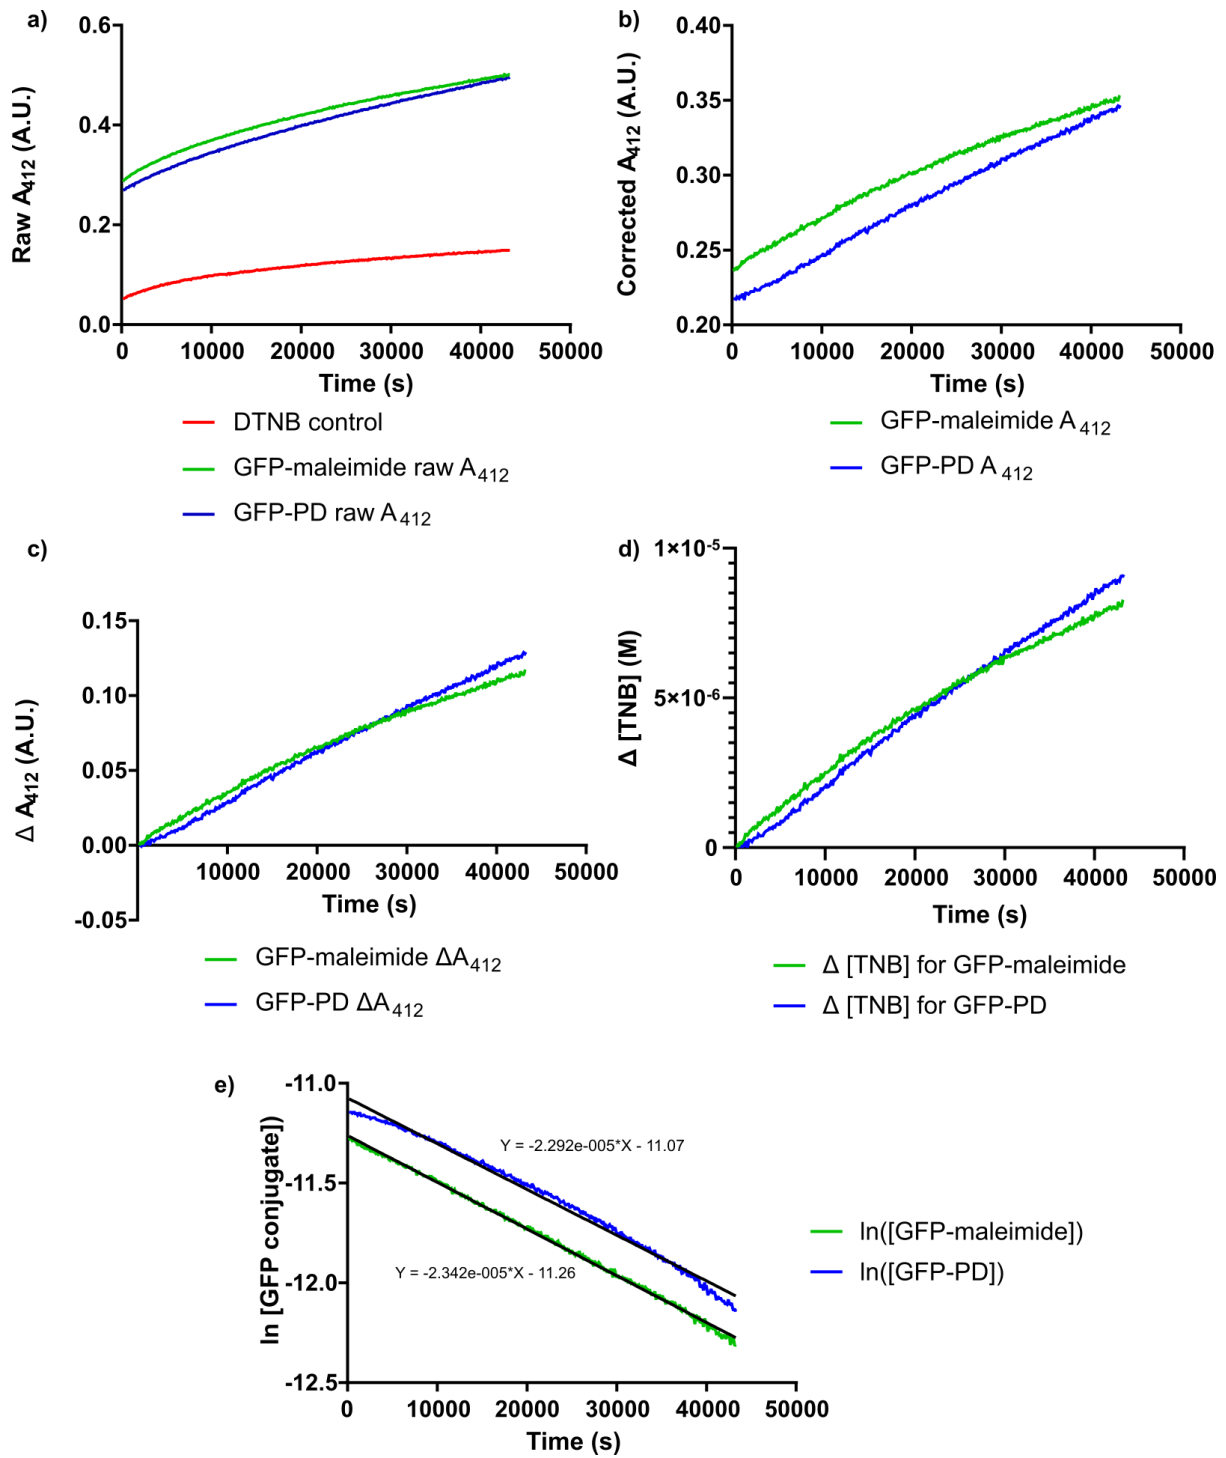 a)
Raw A412 (A.U.)
0.6
0.4
0.2
0.0
0 10000 20000 30000 40000 50000
Time (s)
DTNB control
GFP-maleimide raw A412
GFP-PD raw A412
b)
Corrected A412 (A.U.)
0.40
0.35
0.30
0.25
0.20
0 10000 20000 30000 40000 50000
Time (s)
GFP-maleimide A412
GFP-PD A412
c)
Δ A412 (A.U.)
0.15
0.10
0.05
0.00
-0.05
10000 20000 30000 40000 50000
Time (s)
GFP-maleimide ΔA412
GFP-PD ΔA412
d)
Δ [TNB] (M)
1×10-5
5×10-6
0
0 10000 20000 30000 40000 50000
Time (s)
Δ [TNB] for GFP-maleimide
Δ [TNB] for GFP-PD
e)
ln [GFP conjugate])
-11.0
-11.5
-12.0
-12.5
Y = -2.292e-005*X - 11.07
Y = -2.342e-005*X - 11.26
0 10000 20000 30000 40000 50000
Time (s)
ln([GFP-maleimide])
ln([GFP-PD])